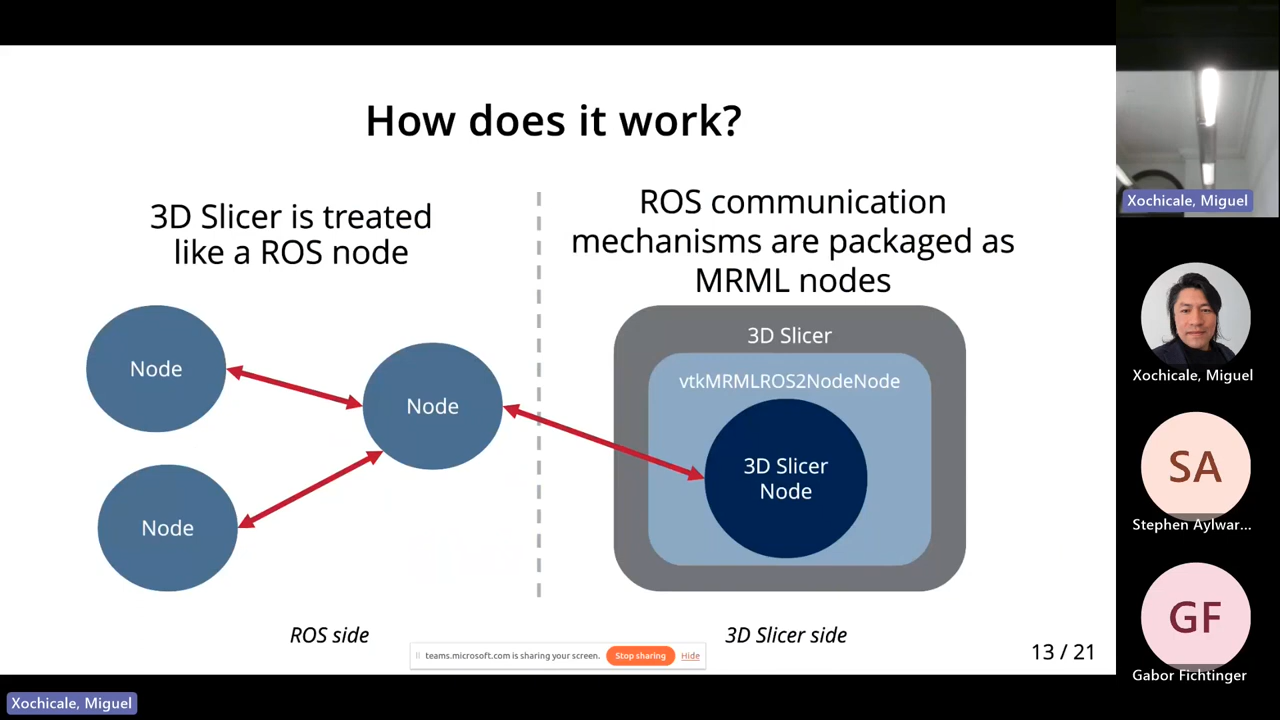 How does it work?
3D Slicer is treated
like a ROS node
ROS communication
mechanisms are packaged as
MRML nodes
Node
Node
Node
3D Slicer
vtkMRMLROS2NodeNode
3D Slicer
Node
ROS side
3D Slicer side
teams.microsoft.com is sharing your screen.
Stop sharing
Hide
13 / 21
Xochicale, Miguel
Xochicale, Miguel
SA
Stephen Aylwar...
GF
Gabor Fichtinger
Xochicale, Miguel